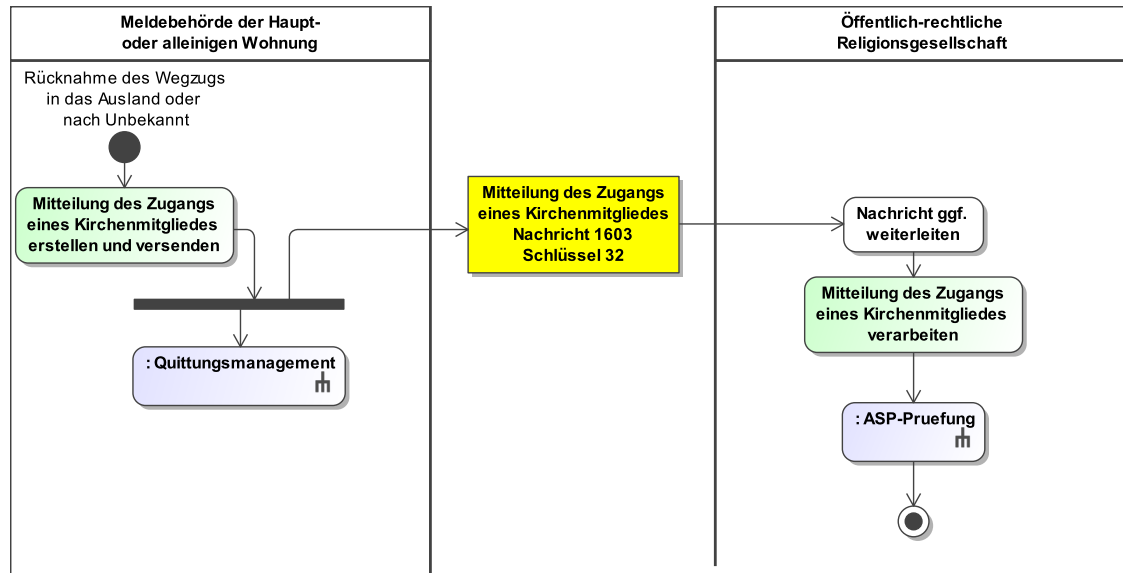 Meldebehörde der Haupt-
oder alleinigen Wohnung
Rücknahme des Wegzugs
in das Ausland oder
nach Unbekannt
Mitteilung des Zugangs
eines Kirchenmitgliedes
erstellen und versenden
: Quittungsmanagement
Mitteilung des Zugangs
eines Kirchenmitgliedes
Nachricht 1603
Schlüssel 32
Öffentlich-rechtliche
Religionsgesellschaft
Nachricht ggf.
weiterleiten
Mitteilung des Zugangs
eines Kirchenmitgliedes
verarbeiten
: ASP-Pruefung